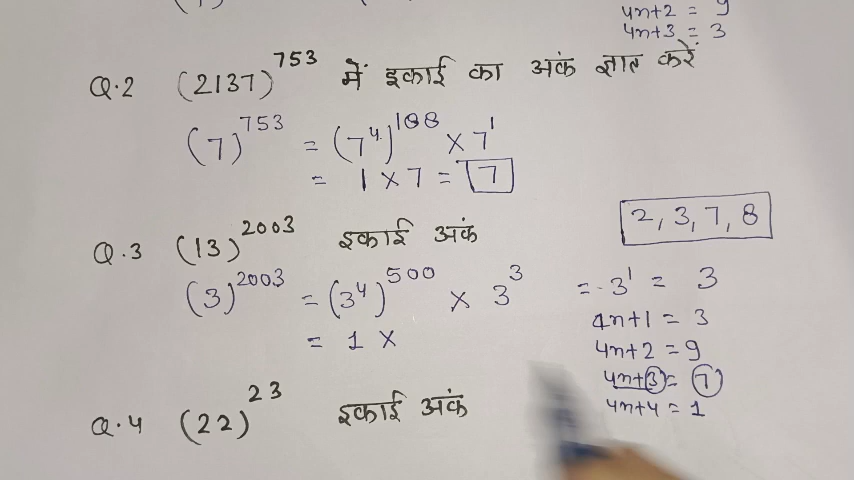 4n+2 = 9
4n+3 = 3
Q.2 (2137)^753 में इकाई का अंक ज्ञात करें
(7)^753 = (7^4)^188 × 7^1
= 1 × 7 = 7
2, 3, 7, 8
Q.3 (13)^2003 इकाई अंक
(3)^2003 = (3^4)^500 × 3^3
= 1 ×
= 3^1 = 3
4n+1 = 3
4n+2 = 9
4n+3 = 7
4n+4 = 1
Q.4 (22)^23 इकाई अंक